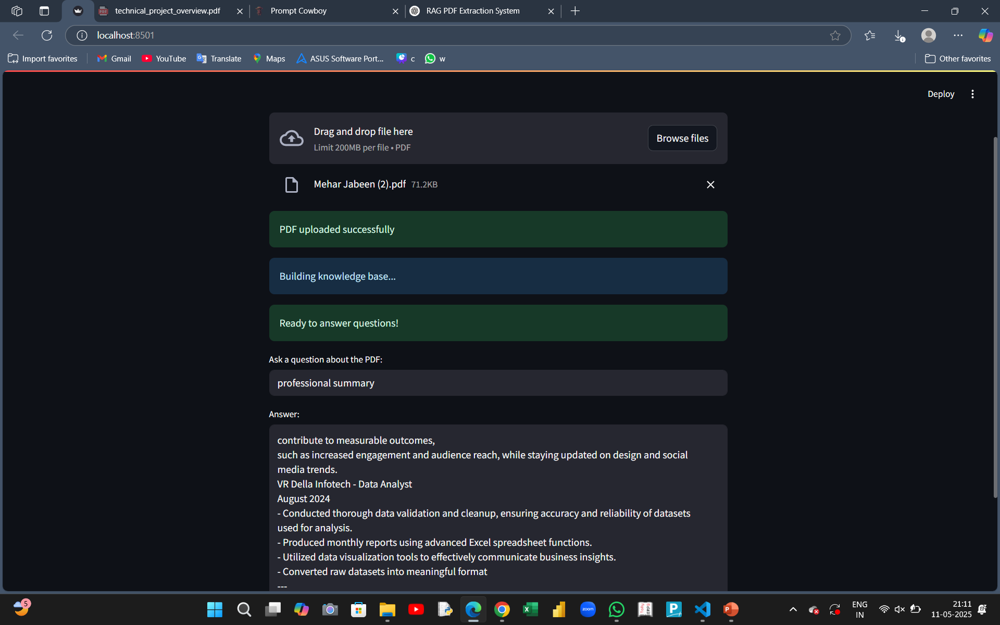 technical_project_overview.pdf
Prompt Cowboy
RAG PDF Extraction System
localhost:8501
Import favorites
Gmail
YouTube
Translate
Maps
ASUS Software Port...
c
w
Other favorites
Deploy
Drag and drop file here
Limit 200MB per file • PDF
Browse files
Mehar Jabeen (2).pdf 71.2KB
PDF uploaded successfully
Building knowledge base...
Ready to answer questions!
Ask a question about the PDF:
professional summary
Answer:
contribute to measurable outcomes,
such as increased engagement and audience reach, while staying updated on design and social
media trends.
VR Della Infotech - Data Analyst
August 2024
- Conducted thorough data validation and cleanup, ensuring accuracy and reliability of datasets
used for analysis.
- Produced monthly reports using advanced Excel spreadsheet functions.
- Utilized data visualization tools to effectively communicate business insights.
- Converted raw datasets into meaningful format
---
5
zoom
ENG
IN
21:11
11-05-2025